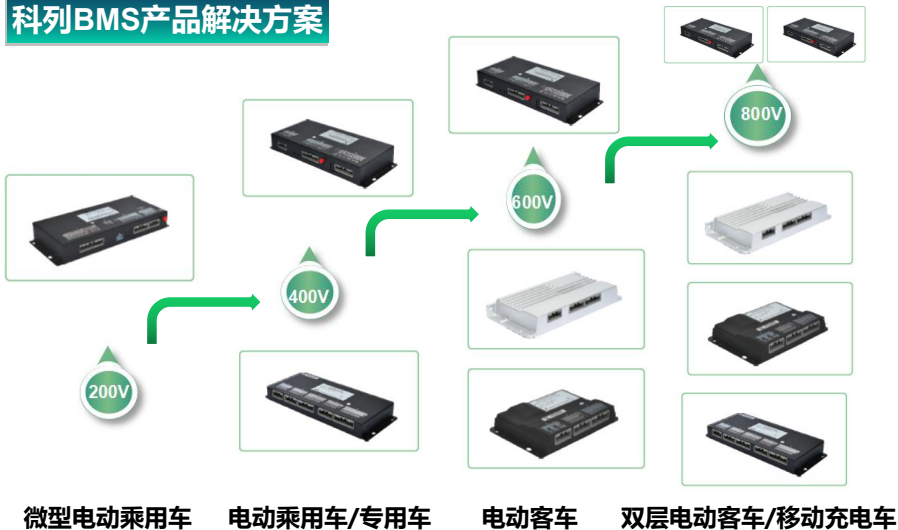 科列BMS产品解决方案
800V
600V
400V
200V
微型电动乘用车
电动乘用车/专用车
电动客车
双层电动客车/移动充电车